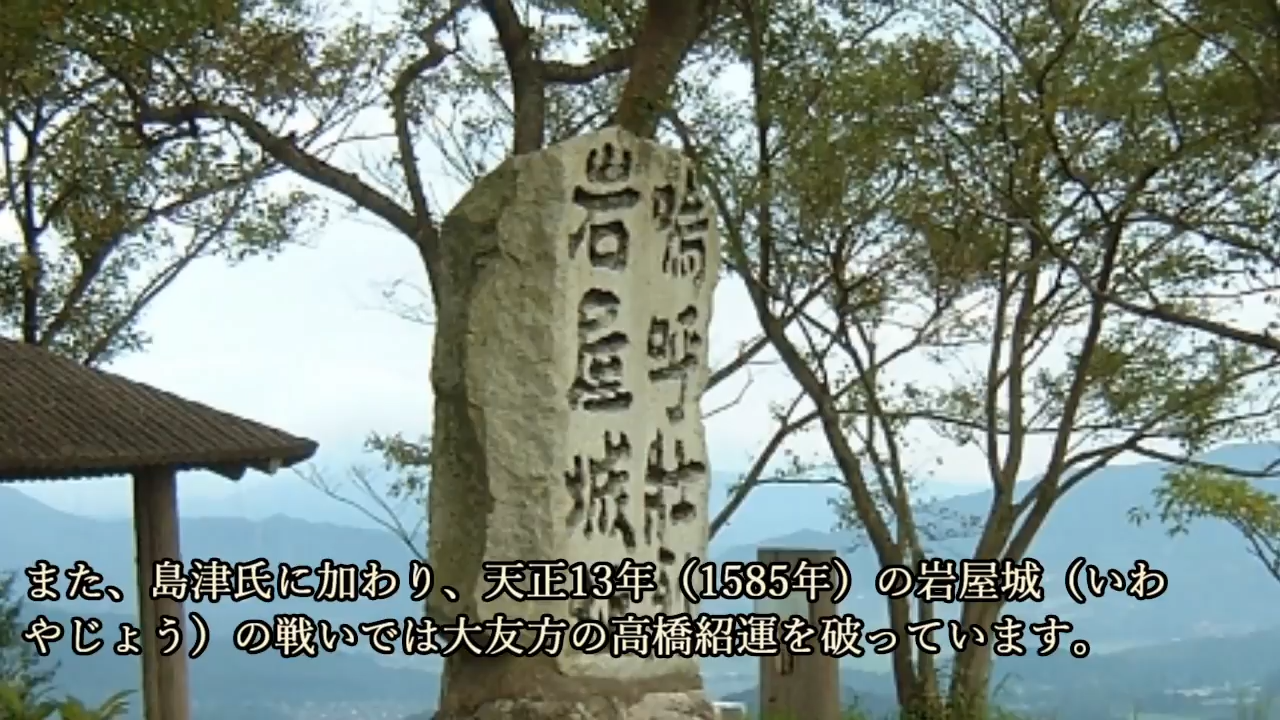 嗚呼壮
岩屋城
また、島津氏に加わり、天正13年（1585年）の岩屋城（いわ
やじょう）の戦いでは大友方の高橋紹運を破っています。